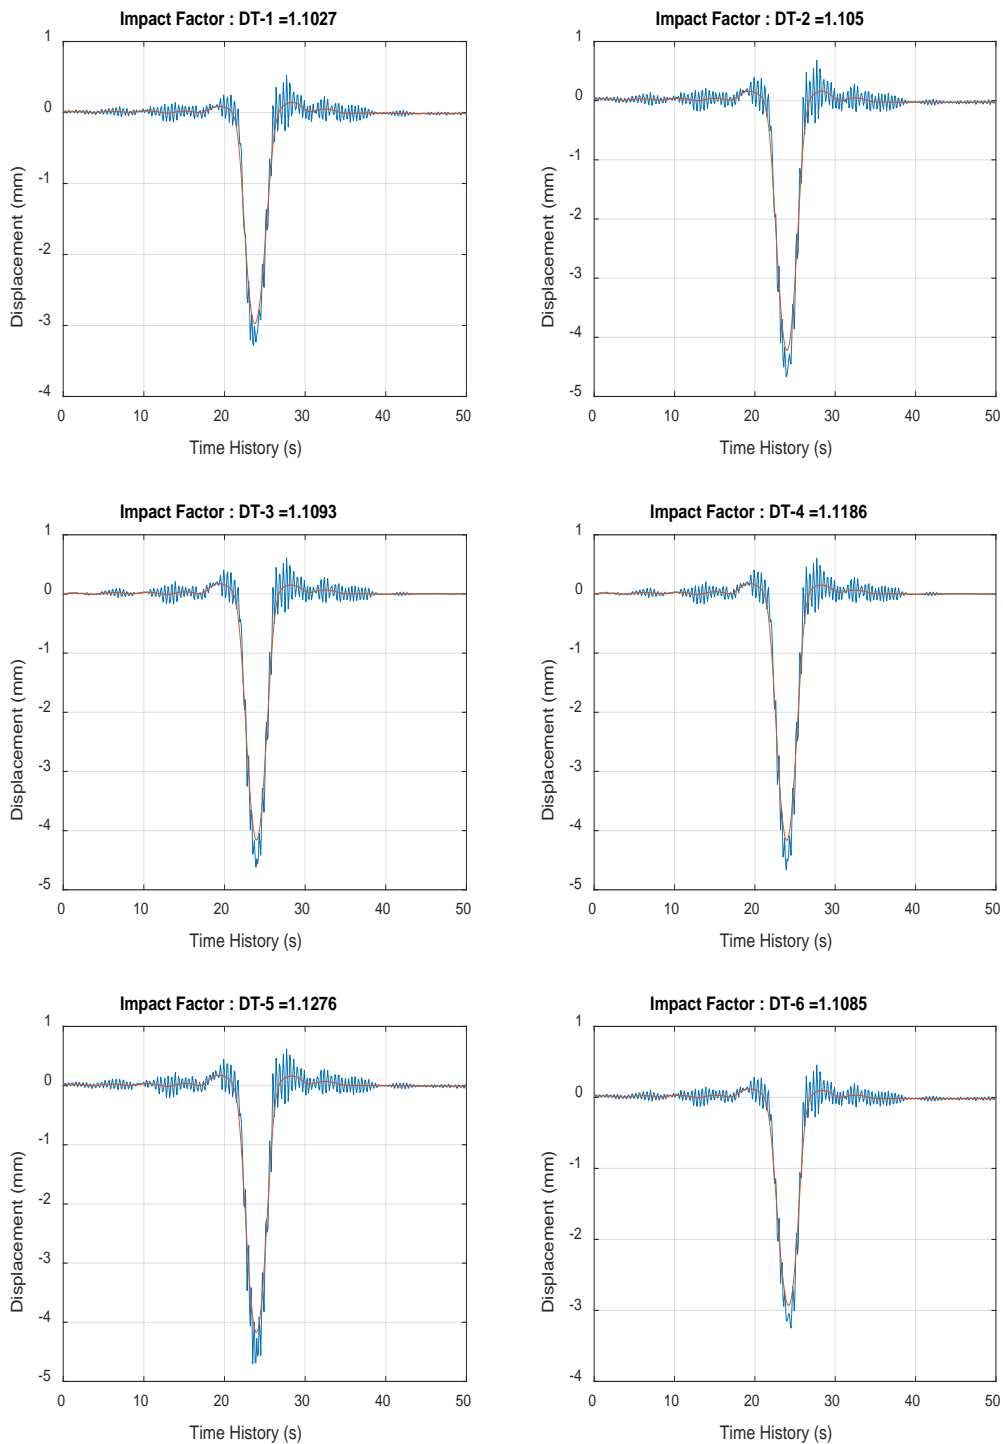 Impact Factor : DT-1 =1.1027
1
0
-1
-2
-3
-4
Displacement (mm)
0 10 20 30 40 50
Time History (s)
Impact Factor : DT-2 =1.105
1
0
-1
-2
-3
-4
-5
Displacement (mm)
0 10 20 30 40 50
Time History (s)
Impact Factor : DT-3 =1.1093
1
0
-1
-2
-3
-4
-5
Displacement (mm)
0 10 20 30 40 50
Time History (s)
Impact Factor : DT-4 =1.1186
1
0
-1
-2
-3
-4
-5
Displacement (mm)
0 10 20 30 40 50
Time History (s)
Impact Factor : DT-5 =1.1276
1
0
-1
-2
-3
-4
-5
Displacement (mm)
0 10 20 30 40 50
Time History (s)
Impact Factor : DT-6 =1.1085
1
0
-1
-2
-3
-4
Displacement (mm)
0 10 20 30 40 50
Time History (s)